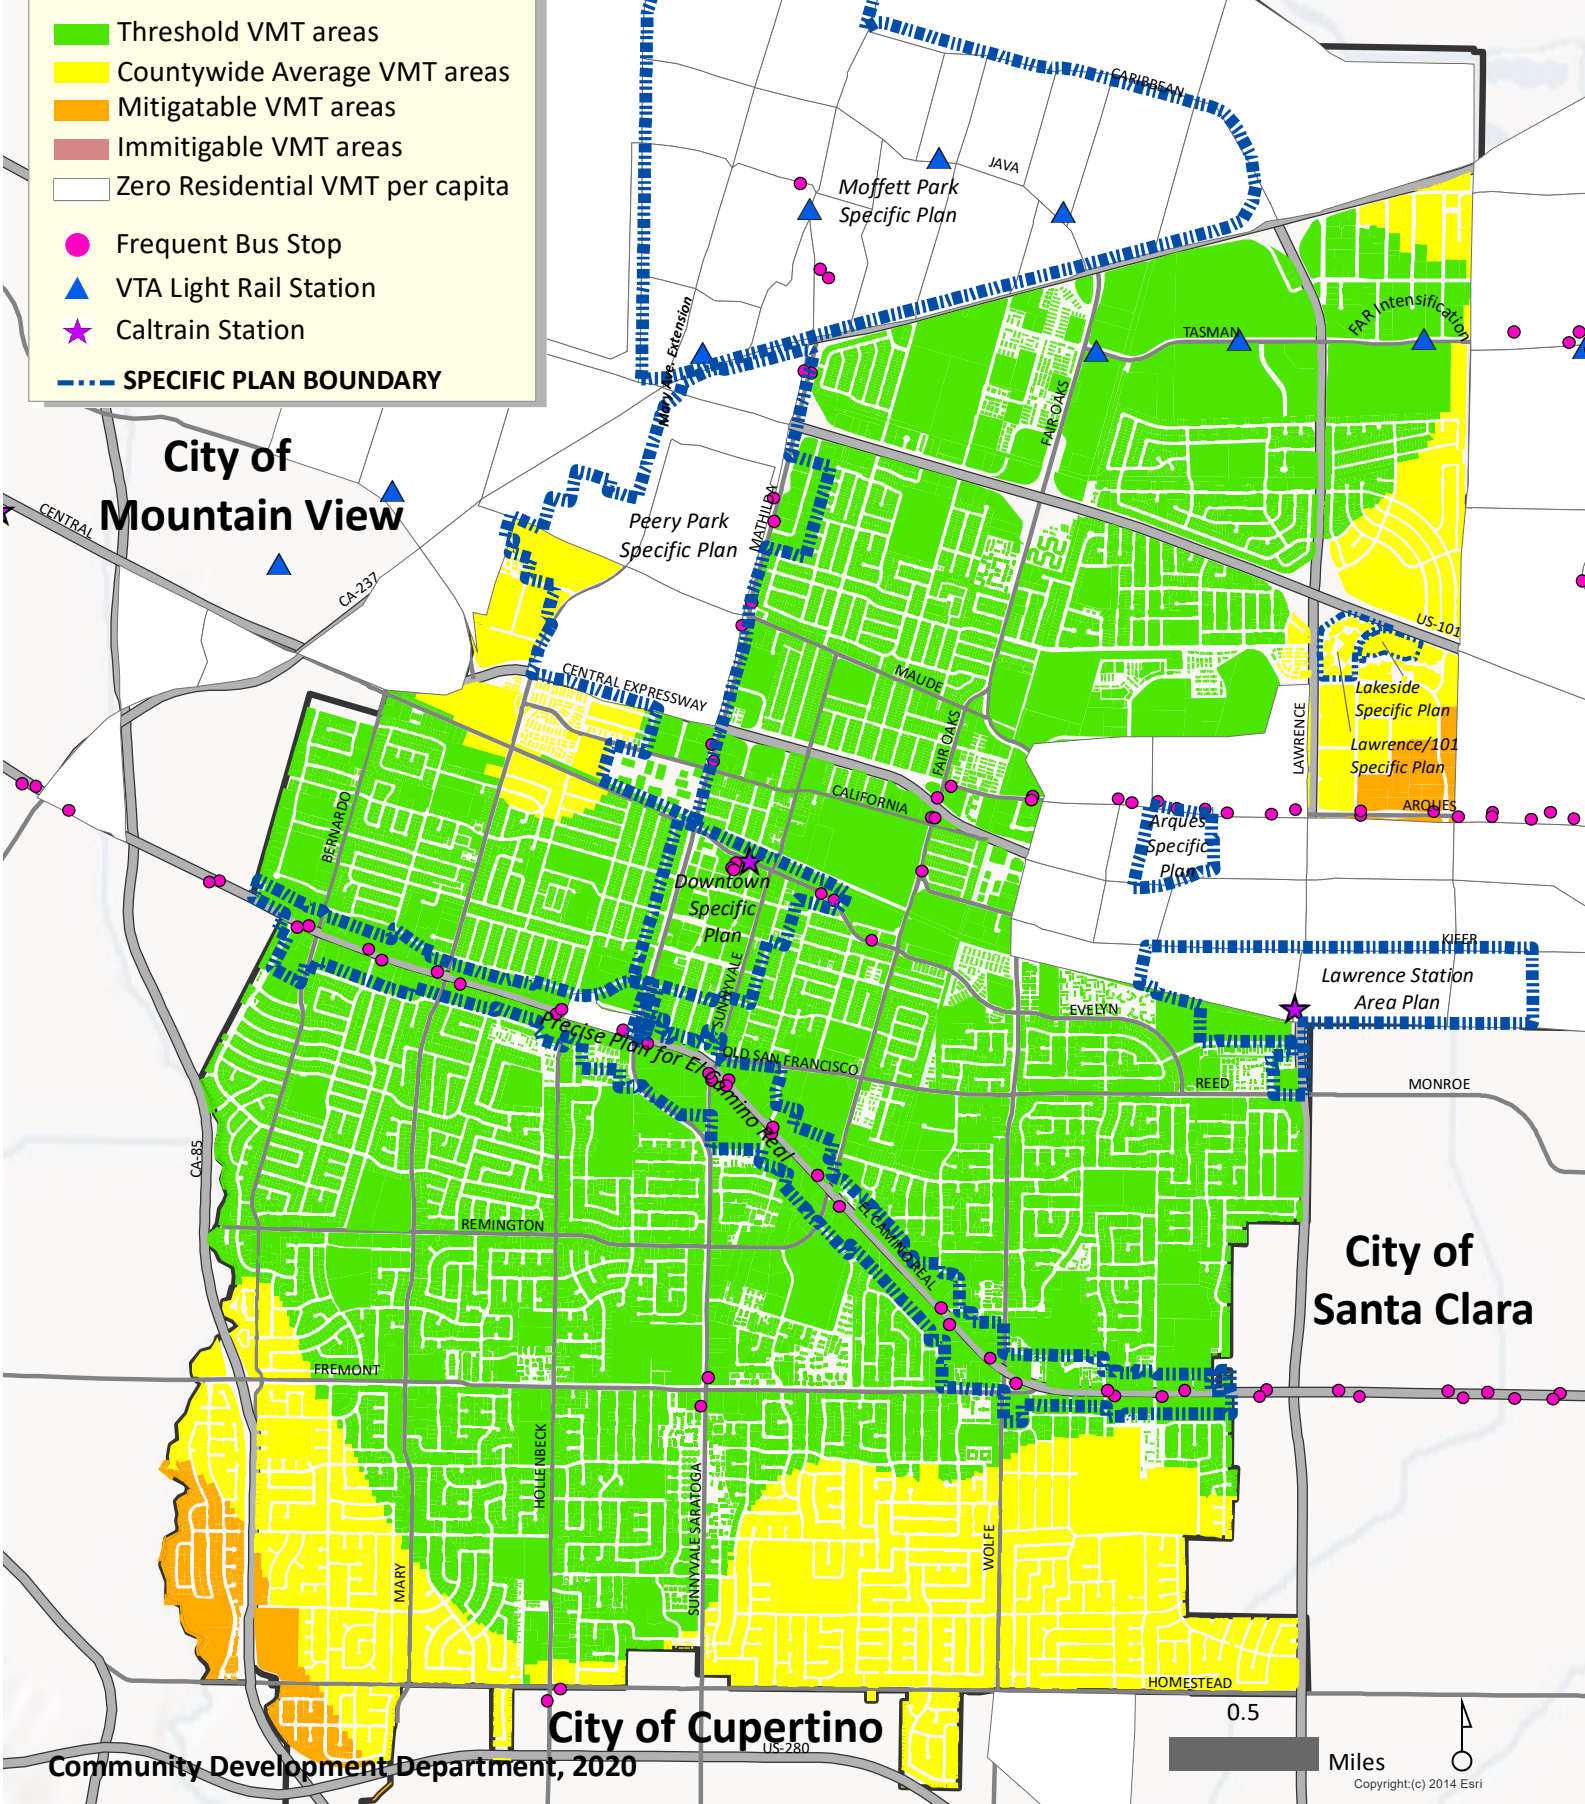 Threshold VMT areas
Countywide Average VMT areas
Mitigatable VMT areas
Immitigable VMT areas
Zero Residential VMT per capita
Frequent Bus Stop
VTA Light Rail Station
Caltrain Station
SPECIFIC PLAN BOUNDARY
CARIBBEAN
JAVA
Moffett Park
Specific Plan
Mary Ave. Extension
TASMAN
FAR Intensification
FAIR OAKS
City of
Mountain View
CENTRAL
CA-237
Peery Park
Specific Plan
MATHILDA
US-101
CENTRAL EXPRESSWAY
MAUDE
FAIR OAKS
LAWRENCE
Lakeside
Specific Plan
Lawrence/101
Specific Plan
BERNARDO
CALIFORNIA
ARQUES
Arques
Specific
Plan
Downtown
Specific
Plan
SUNNYVALE
KIFER
Lawrence Station
Area Plan
EVELYN
Precise Plan for El Camino Real
OLD SAN FRANCISCO
REED
MONROE
CA-85
REMINGTON
EL CAMINO REAL
City of
Santa Clara
FREMONT
HOLLENBECK
SUNNYVALE SARATOGA
WOLFE
MARY
HOMESTEAD
City of Cupertino
US-280
Community Development Department, 2020
0.5
Miles
Copyright:(c) 2014 Esri